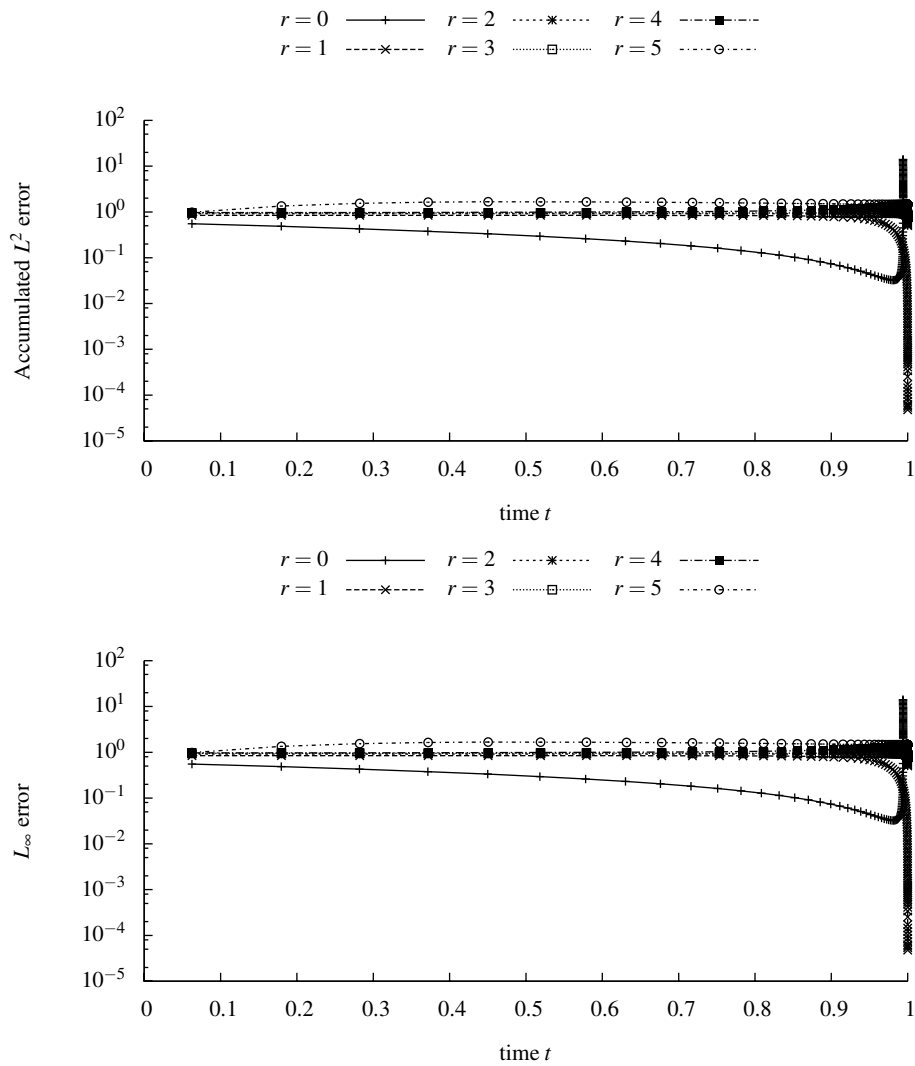 r = 0 r = 2 r = 4
r = 1 r = 3 r = 5
10^2
10^1
10^0
10^-1
10^-2
10^-3
10^-4
10^-5
Accumulated L^2 error
0 0.1 0.2 0.3 0.4 0.5 0.6 0.7 0.8 0.9 1
time t
r = 0 r = 2 r = 4
r = 1 r = 3 r = 5
10^2
10^1
10^0
10^-1
10^-2
10^-3
10^-4
10^-5
L∞ error
0 0.1 0.2 0.3 0.4 0.5 0.6 0.7 0.8 0.9 1
time t